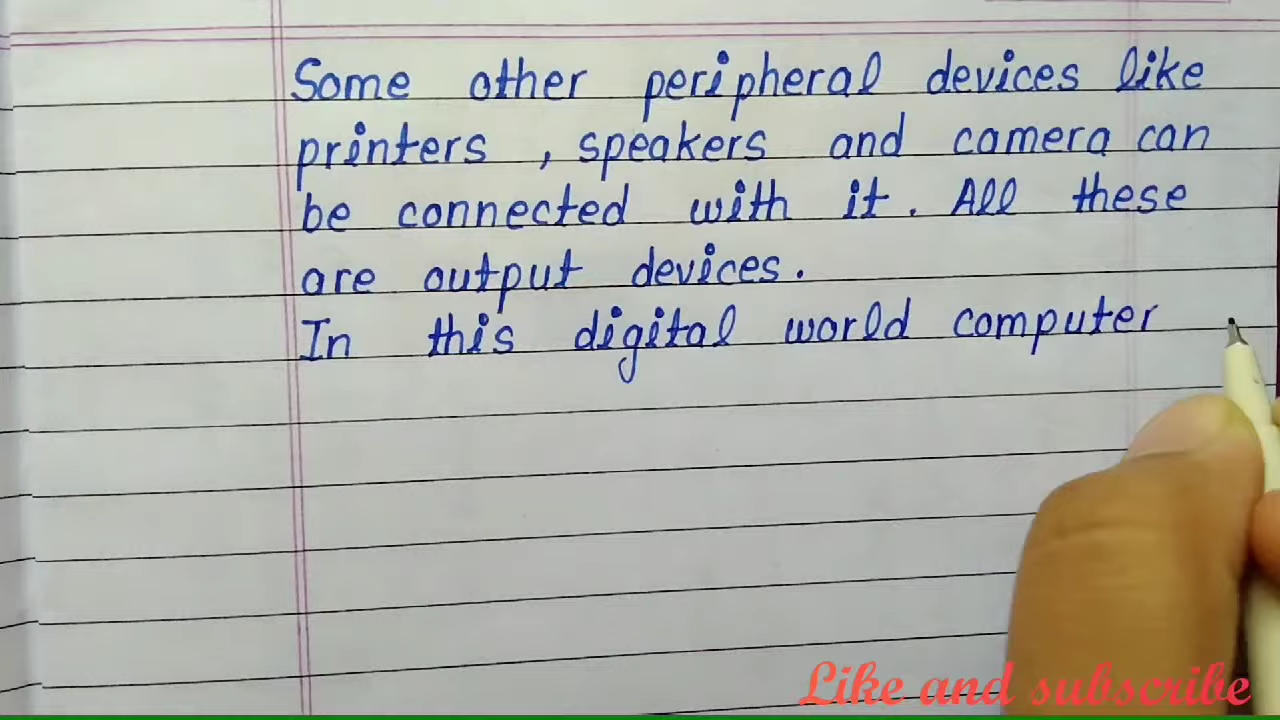 Some other peripheral devices like
printers , speakers and camera can
be connected with it. All these
are output devices.
In this digital world computer
Like and subscribe